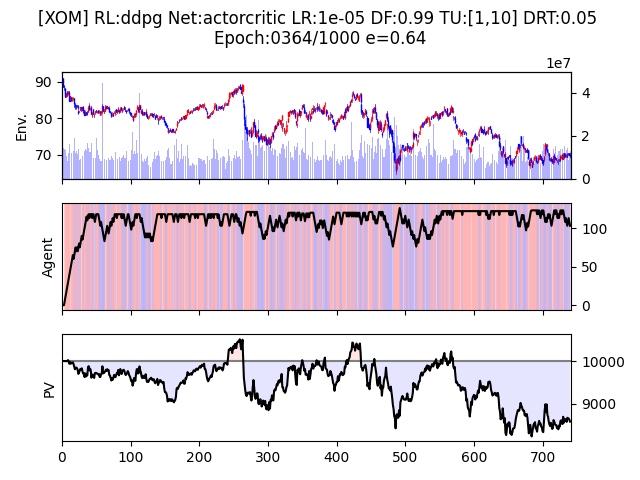 [XOM] RL:ddpg Net:actorcritic LR:1e-05 DF:0.99 TU:[1,10] DRT:0.05
Epoch:0364/1000 e=0.64
1e7
90
80
70
Env.
4
2
0
Agent
100
50
0
PV
10000
9000
0 100 200 300 400 500 600 700